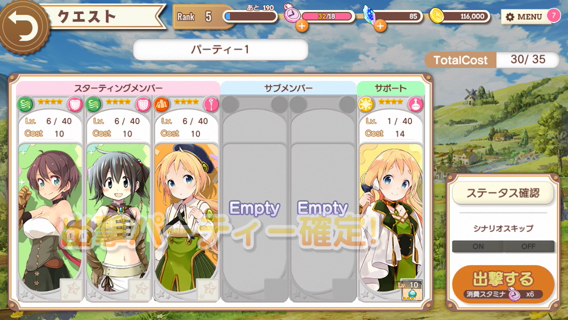 クエスト
Rank 5
あと 190
17/18
5
116,000
MENU
?
パーティー1
TotalCost 30/35
スターティングメンバー
サブメンバー
サポート
Lv. 6/40
Cost 10
Lv. 6/40
Cost 10
Lv. 6/40
Cost 10
Lv. 1/40
Cost 14
Empty
Empty
出撃パーティー確定!
Lv. 10
ステータス確認
シナリオスキップ
ON OFF
出撃する
消費スタミナ x6